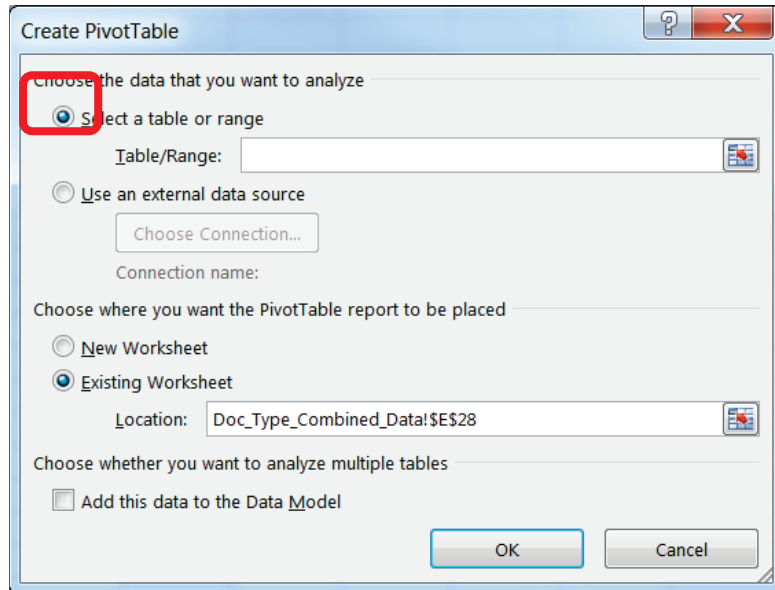 Create PivotTable
Choose the data that you want to analyze
Select a table or range
Table/Range:
Use an external data source
Choose Connection...
Connection name:
Choose where you want the PivotTable report to be placed
New Worksheet
Existing Worksheet
Location: Doc_Type_Combined_Data!$E$28
Choose whether you want to analyze multiple tables
Add this data to the Data Model
OK Cancel